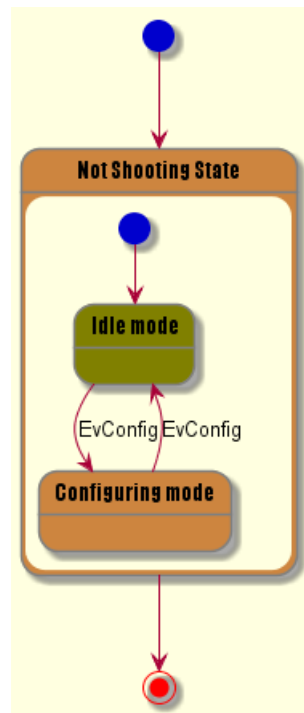 Not Shooting State
Idle mode
EvConfig EvConfig
Configuring mode